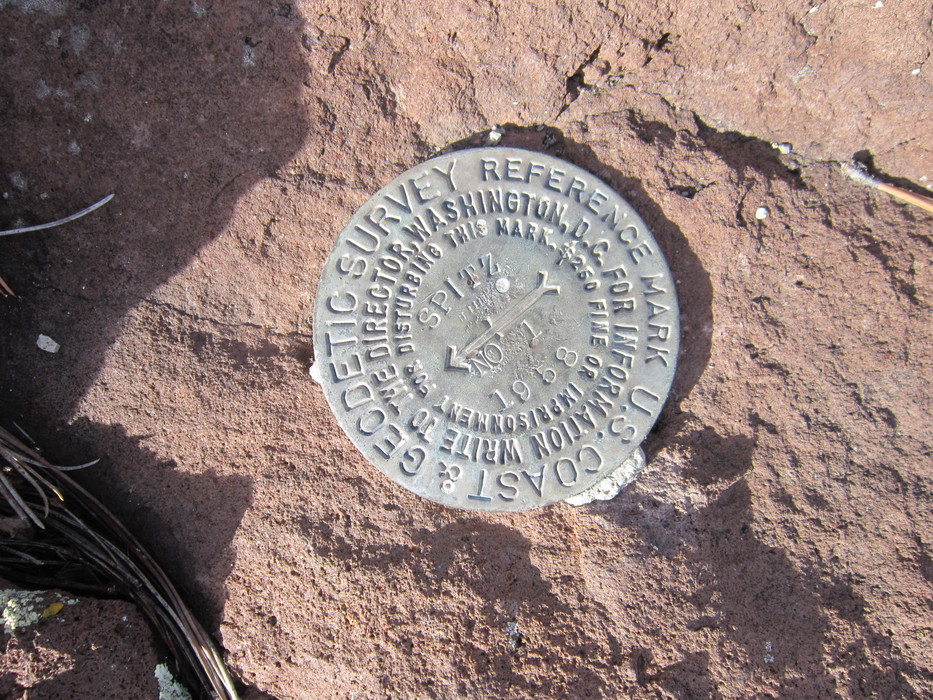 U.S. COAST & GEODETIC SURVEY REFERENCE MARK
FOR INFORMATION WRITE TO THE DIRECTOR, WASHINGTON, D.C.
$250 FINE OR IMPRISONMENT FOR DISTURBING THIS MARK.
SPITZ
NO 1
1958